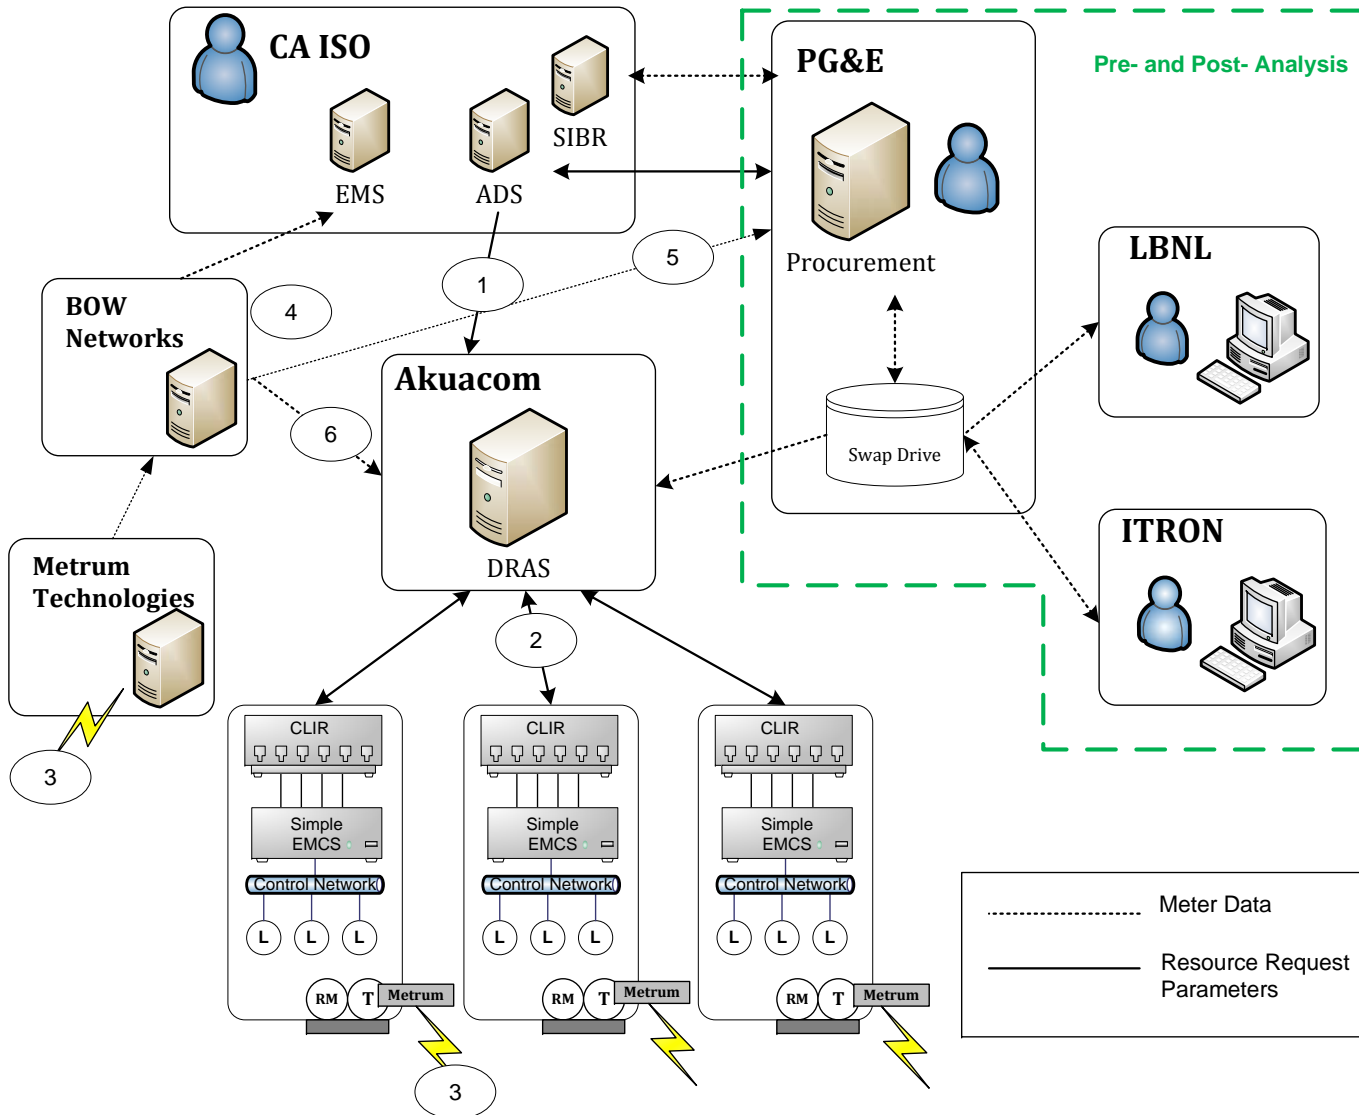 CA ISO
EMS
ADS
SIBR
PG&E
Procurement
Swap Drive
Pre- and Post- Analysis
LBNL
ITRON
BOW
Networks
Metrum
Technologies
Akuacom
DRAS
1
2
3
4
5
6
CLIR
Simple
EMCS
Control Network
L
L
L
RM
T
Metrum
3
CLIR
Simple
EMCS
Control Network
L
L
L
RM
T
Metrum
CLIR
Simple
EMCS
Control Network
L
L
L
RM
T
Metrum
Meter Data
Resource Request
Parameters